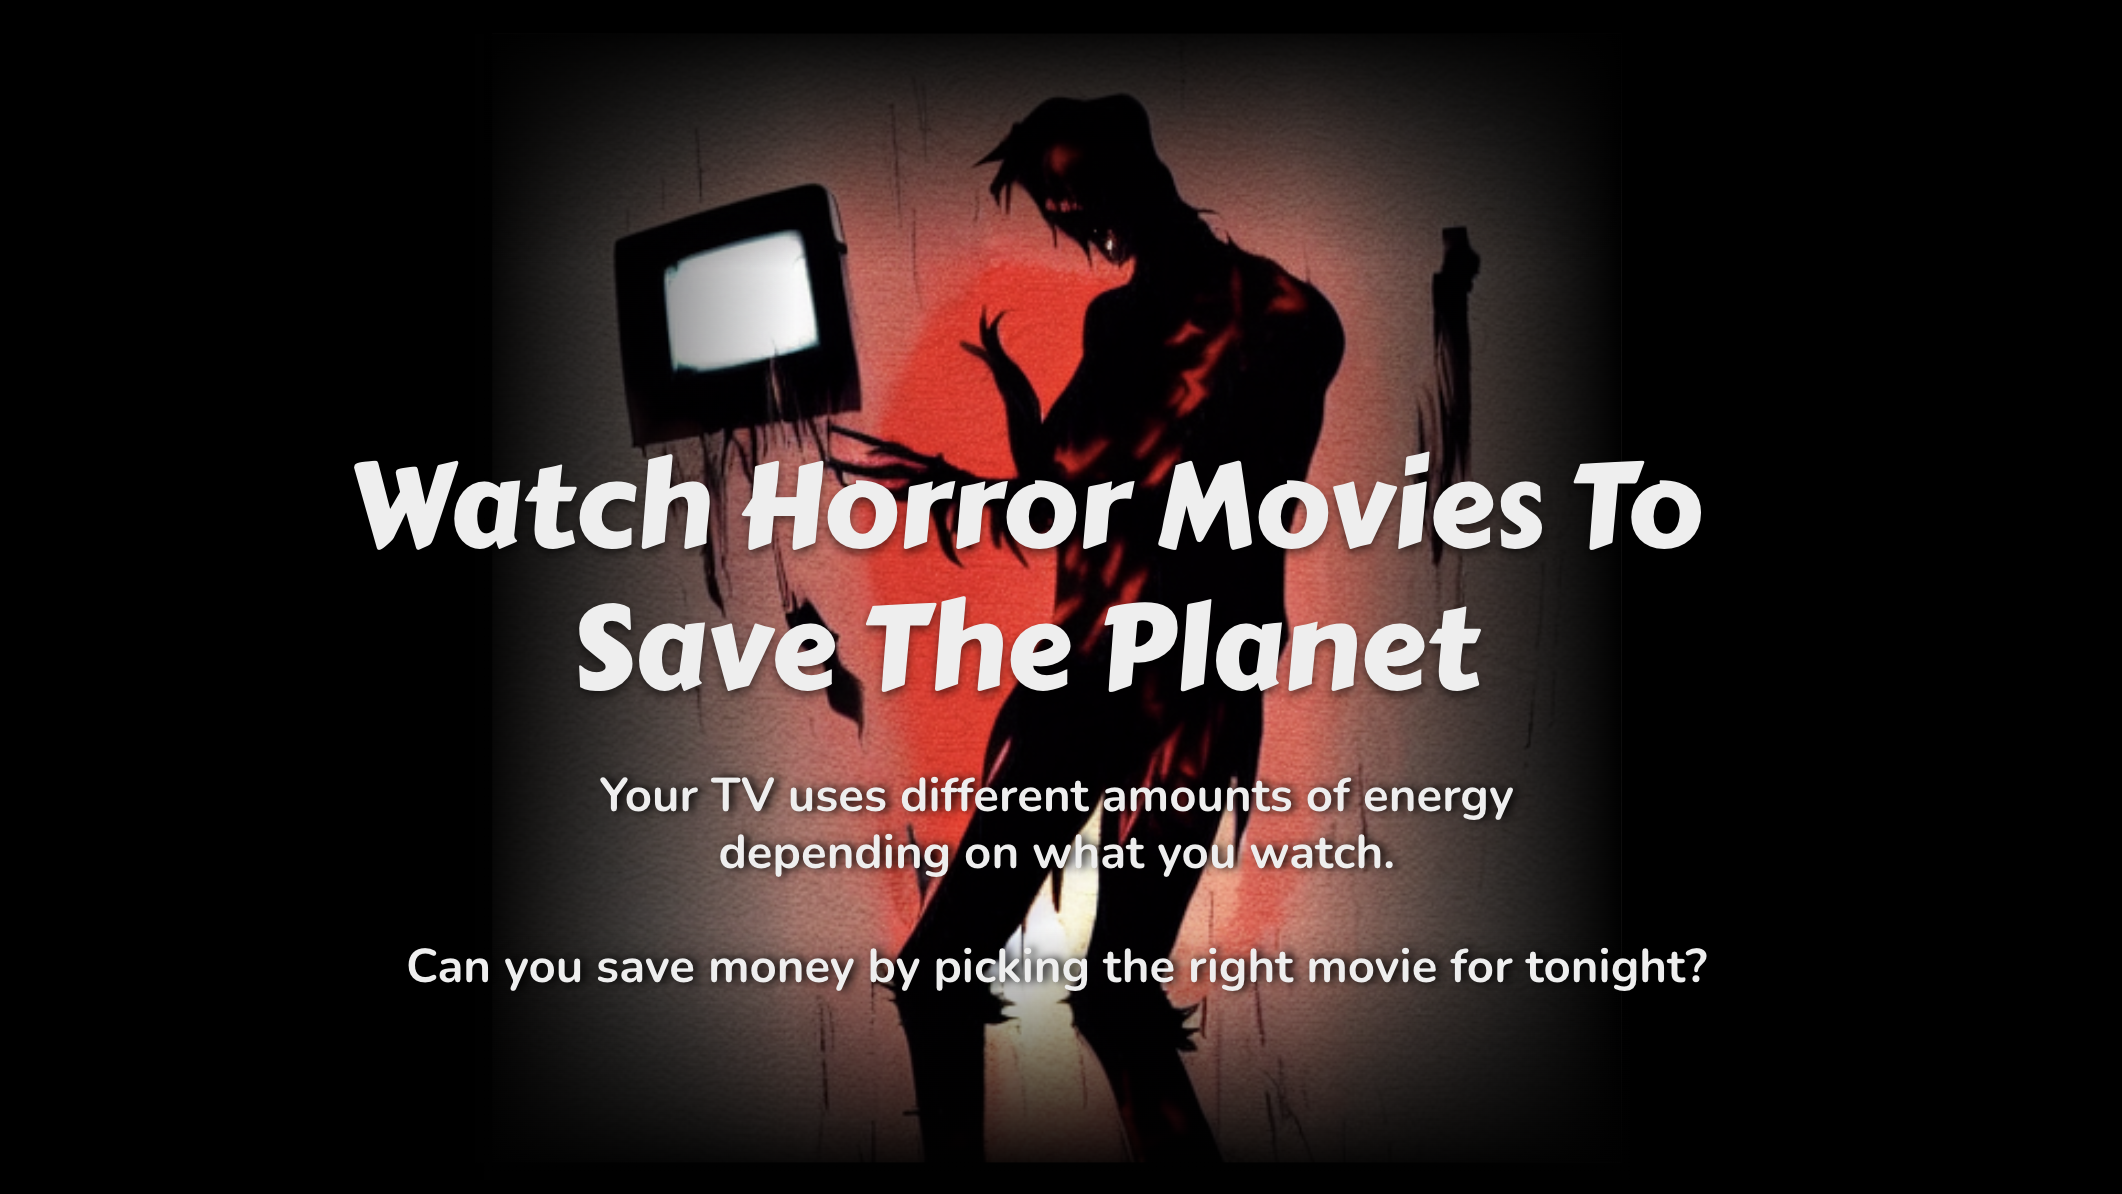 Watch Horror Movies To
Save The Planet
Your TV uses different amounts of energy
depending on what you watch.
Can you save money by picking the right movie for tonight?